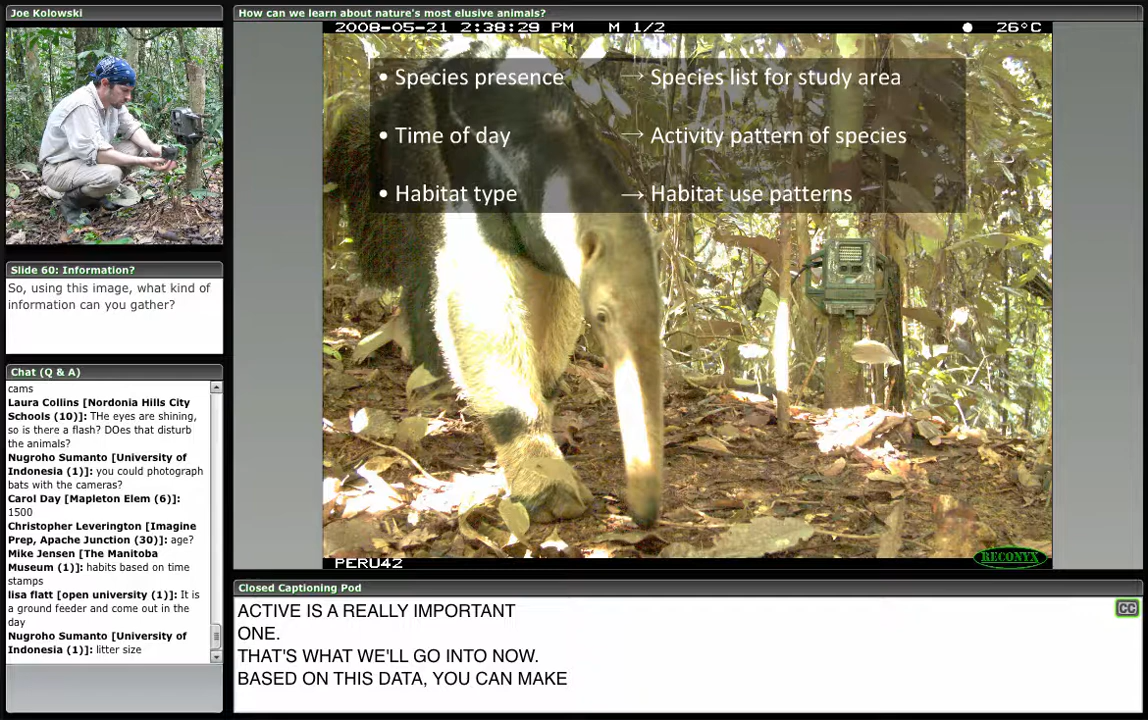 Joe Kolowski
How can we learn about nature's most elusive animals?
2008-05-21 2:38:29 PM M 1/2 26°C
• Species presence → Species list for study area
• Time of day → Activity pattern of species
• Habitat type → Habitat use patterns
PERU42
RECONYX
Slide 60: Information?
So, using this image, what kind of
information can you gather?
Chat (Q & A)
cams
Laura Collins [Nordonia Hills City
Schools (10)]: THe eyes are shining,
so is there a flash? DOes that disturb
the animals?
Nugroho Sumanto [University of
Indonesia (1)]: you could photograph
bats with the cameras?
Carol Day [Mapleton Elem (6)]:
1500
Christopher Leverington [Imagine
Prep, Apache Junction (30)]: age?
Mike Jensen [The Manitoba
Museum (1)]: habits based on time
stamps
lisa flatt [open university (1)]: It is
a ground feeder and come out in the
day
Nugroho Sumanto [University of
Indonesia (1)]: litter size
Closed Captioning Pod
CC
ACTIVE IS A REALLY IMPORTANT
ONE.
THAT'S WHAT WE'LL GO INTO NOW.
BASED ON THIS DATA, YOU CAN MAKE